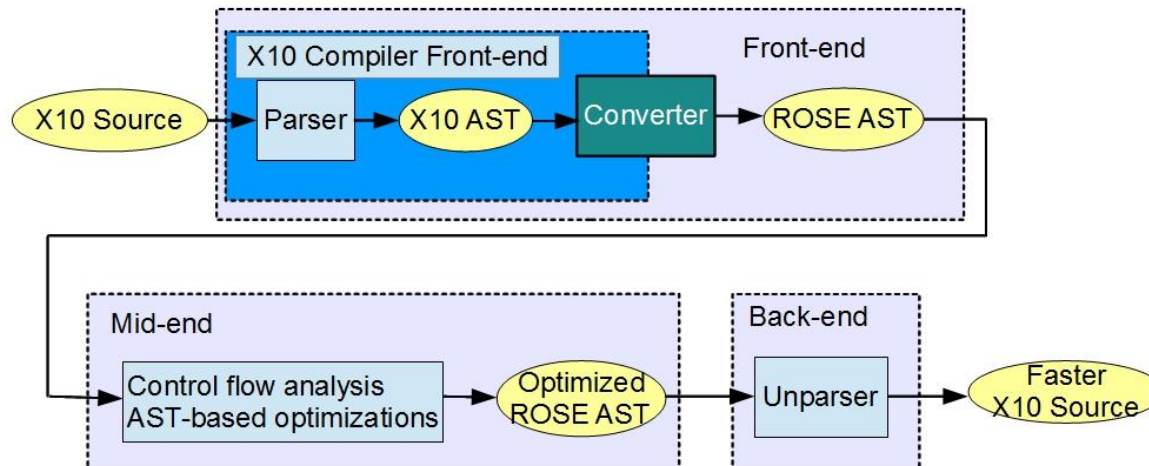 X10 Compiler Front-end
Front-end
X10 Source
Parser
X10 AST
Converter
ROSE AST
Mid-end
Control flow analysis
AST-based optimizations
Optimized
ROSE AST
Back-end
Unparser
Faster
X10 Source